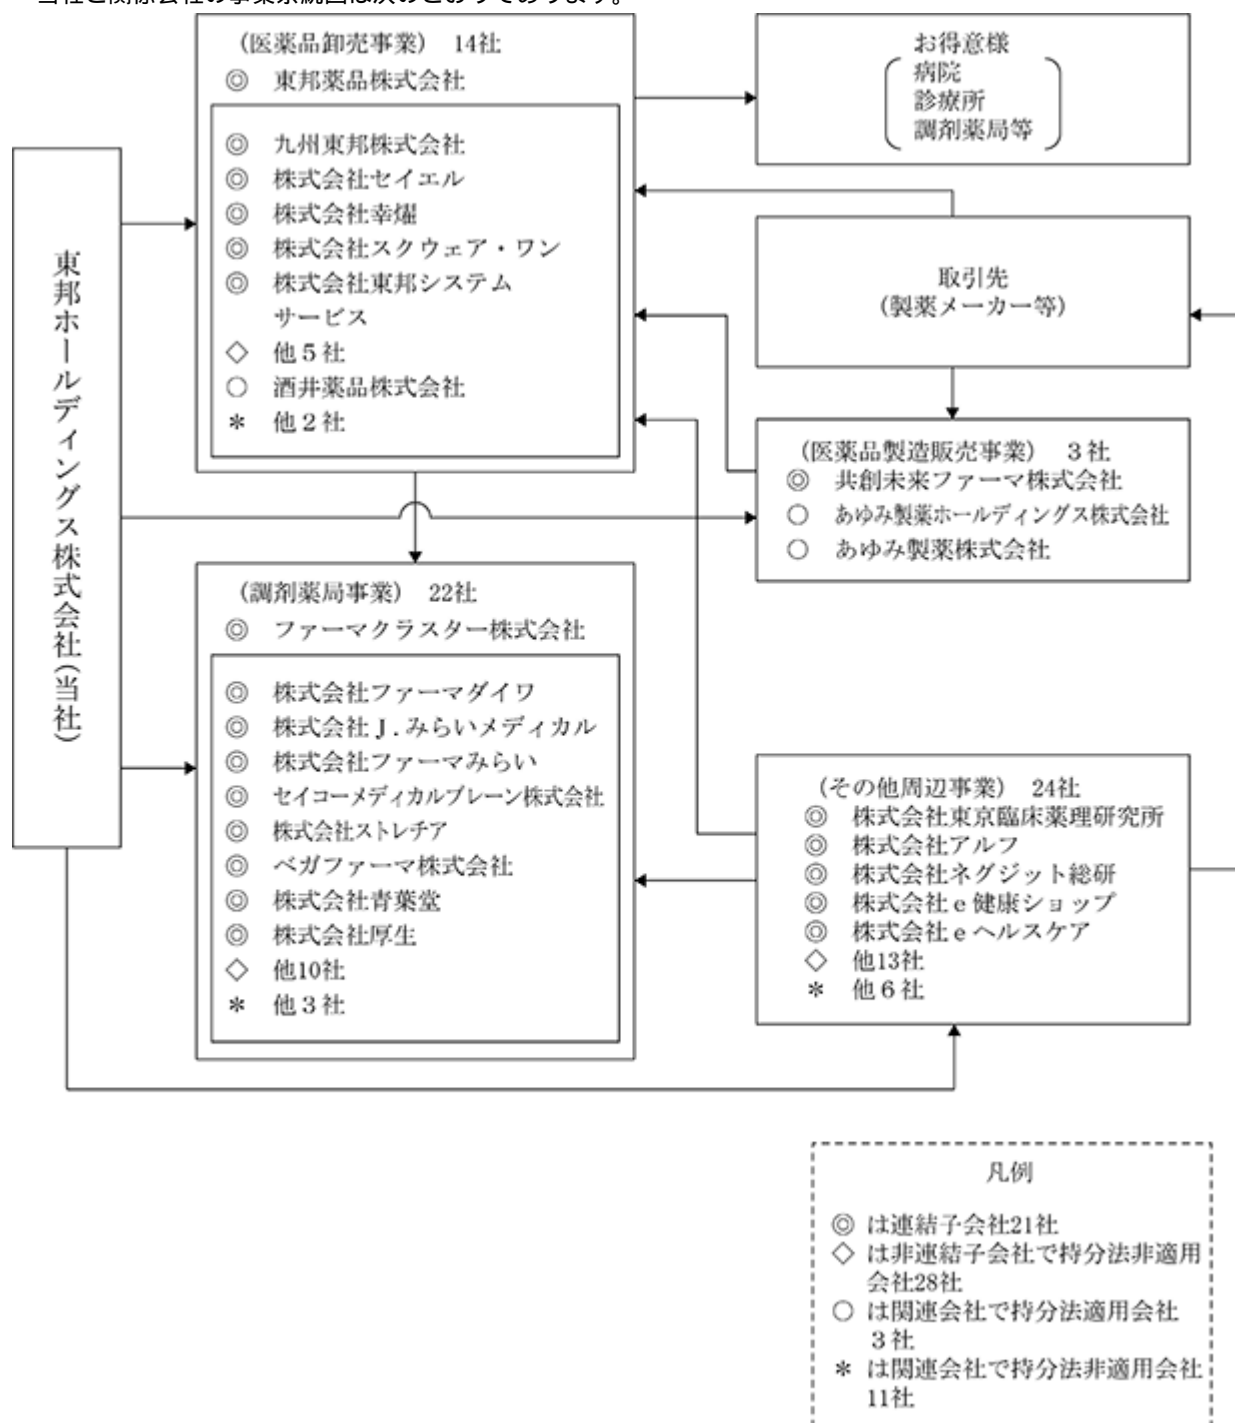 当社と関係会社の事業系統図は次のとおりであります。
東邦ホールディングス株式会社(当社)
(医薬品卸売事業) 14社
◎ 東邦薬品株式会社
◎ 九州東邦株式会社
◎ 株式会社セイエル
◎ 株式会社幸燿
◎ 株式会社スクウェア・ワン
◎ 株式会社東邦システム
サービス
◇ 他5社
○ 酒井薬品株式会社
* 他2社
(調剤薬局事業) 22社
◎ ファーマクラスター株式会社
◎ 株式会社ファーマダイワ
◎ 株式会社J.みらいメディカル
◎ 株式会社ファーマみらい
◎ セイコーメディカルブレーン株式会社
◎ 株式会社ストレチア
◎ ベガファーマ株式会社
◎ 株式会社青葉堂
◎ 株式会社厚生
◇ 他10社
* 他3社
お得意様
病院
診療所
調剤薬局等
取引先
(製薬メーカー等)
(医薬品製造販売事業) 3社
◎ 共創未来ファーマ株式会社
○ あゆみ製薬ホールディングス株式会社
○ あゆみ製薬株式会社
(その他周辺事業) 24社
◎ 株式会社東京臨床薬理研究所
◎ 株式会社アルフ
◎ 株式会社ネグジット総研
◎ 株式会社e健康ショップ
◎ 株式会社eヘルスケア
◇ 他13社
* 他6社
凡例
◎ は連結子会社21社
◇ は非連結子会社で持分法非適用
会社28社
○ は関連会社で持分法適用会社
3社
* は関連会社で持分法非適用会社
11社